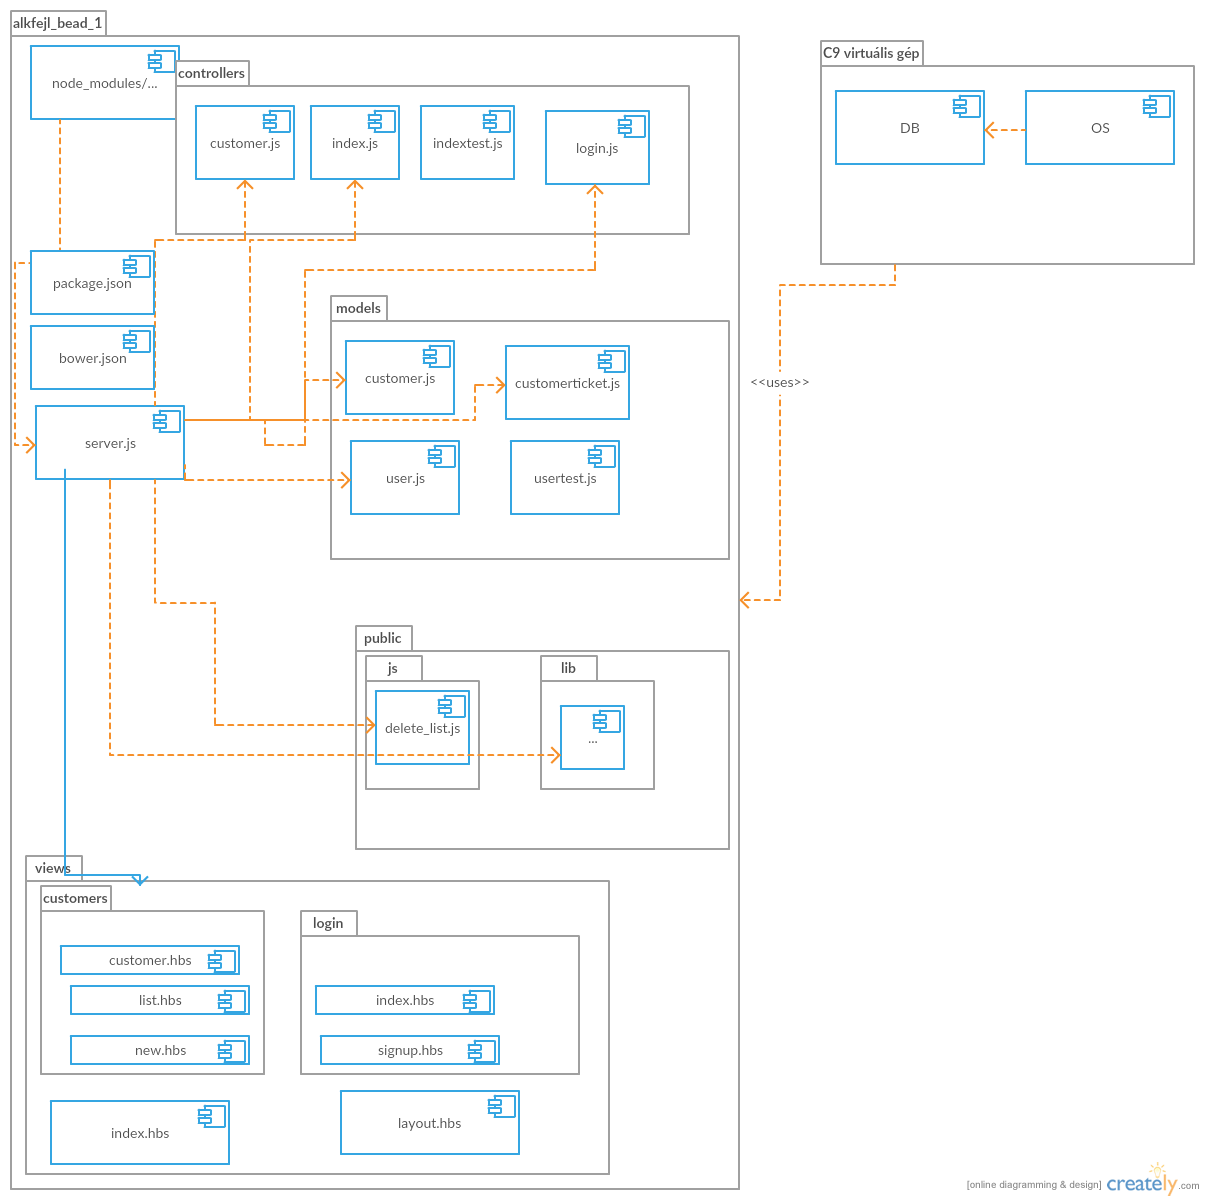 alkfejl_bead_1
node_modules/...
controllers
customer.js
index.js
indextest.js
login.js
C9 virtuális gép
DB
OS
package.json
bower.json
server.js
models
customer.js
customerticket.js
user.js
usertest.js
<<uses>>
public
js
delete_list.js
lib
...
views
customers
customer.hbs
list.hbs
new.hbs
login
index.hbs
signup.hbs
index.hbs
layout.hbs
[online diagramming & design] creately.com